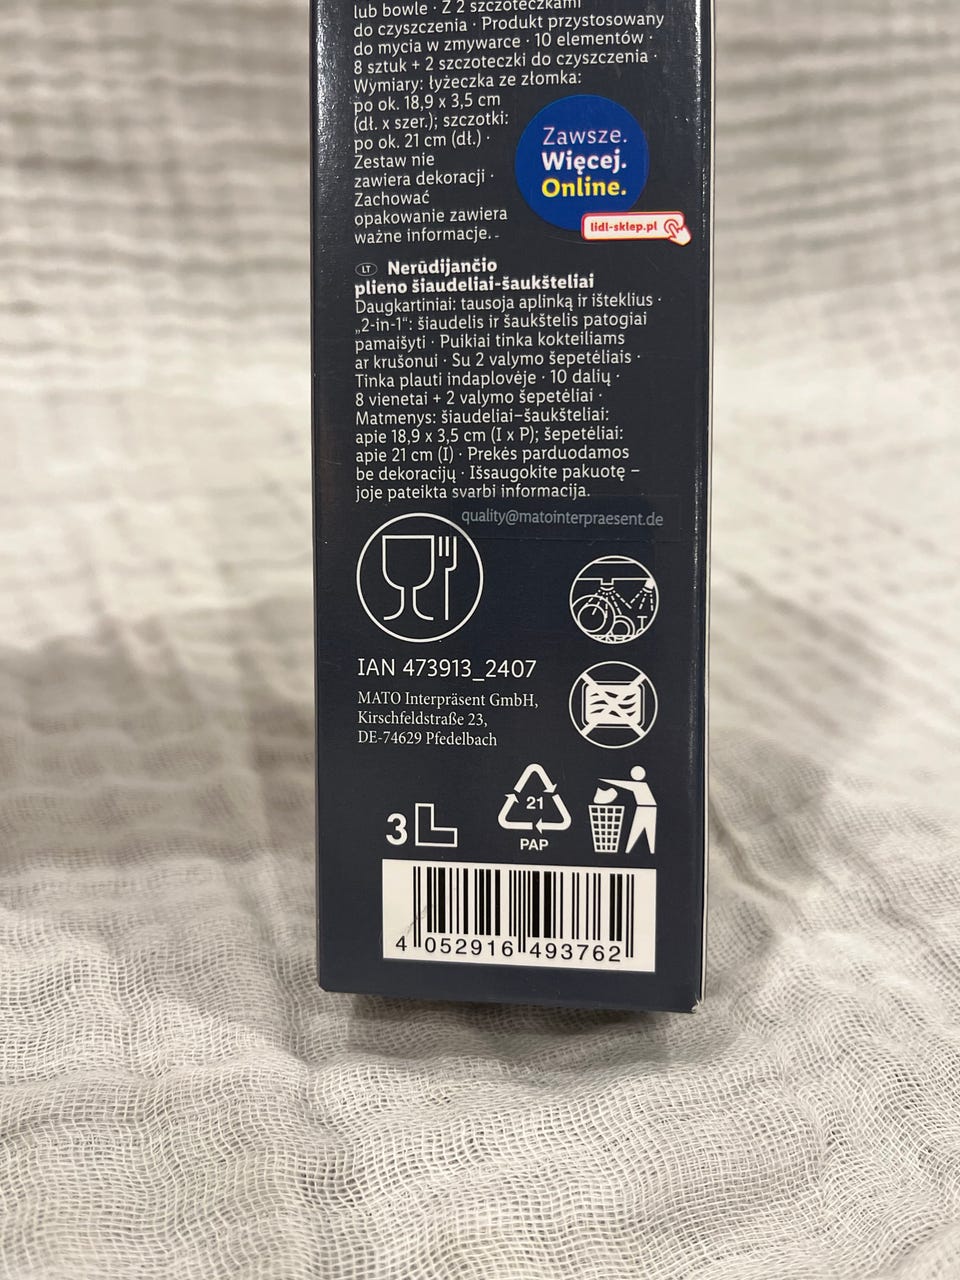 lub bowle · Z 2 szczoteczkami
do czyszczenia · Produkt przystosowany
do mycia w zmywarce · 10 elementów ·
8 sztuk + 2 szczoteczki do czyszczenia ·
Wymiary: łyżeczka ze złomka:
po ok. 18,9 x 3,5 cm
(dł. x szer.); szczotki:
po ok. 21 cm (dł.) ·
Zestaw nie
zawiera dekoracji ·
Zachować
opakowanie zawiera
ważne informacje. -
Zawsze.
Więcej.
Online.
lidl-sklep.pl
LT Nerūdijančio
plieno šiaudeliai-šaukšteliai
Daugkartiniai: tausoja aplinką ir išteklius ·
„2-in-1“: šiaudelis ir šaukštelis patogiai
pamaišyti · Puikiai tinka kokteiliams
ar krušonui · Su 2 valymo šepetėliais ·
Tinka plauti indaplovėje · 10 dalių ·
8 vienetai + 2 valymo šepetėliai ·
Matmenys: šiaudeliai–šaukšteliai:
apie 18,9 x 3,5 cm (I x P); šepetėliai:
apie 21 cm (I) · Prekės parduodamos
be dekoracijų · Išsaugokite pakuotę –
joje pateikta svarbi informacija.
quality@matointerpraesent.de
IAN 473913_2407
MATO Interpräsent GmbH,
Kirschfeldstraße 23,
DE-74629 Pfedelbach
3L
21
PAP
4 052916 493762